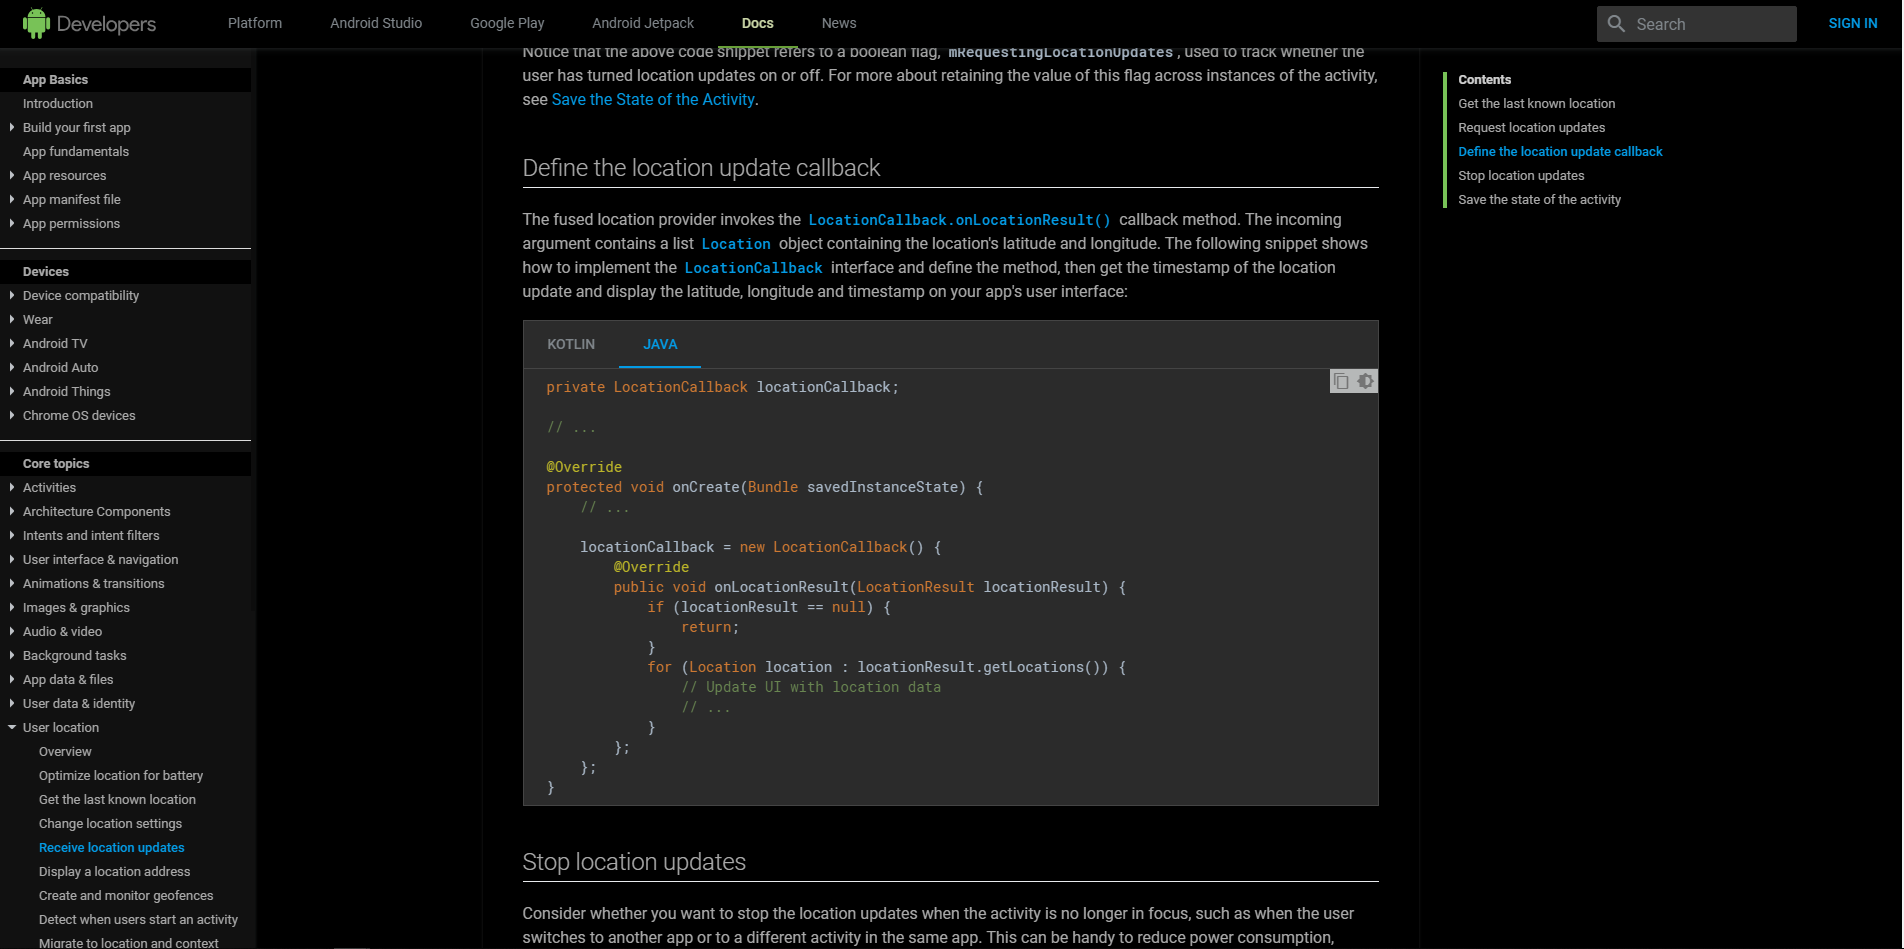 Developers
Platform
Android Studio
Google Play
Android Jetpack
Docs
News
Search
SIGN IN
App Basics
Introduction
Build your first app
App fundamentals
App resources
App manifest file
App permissions
Devices
Device compatibility
Wear
Android TV
Android Auto
Android Things
Chrome OS devices
Core topics
Activities
Architecture Components
Intents and intent filters
User interface & navigation
Animations & transitions
Images & graphics
Audio & video
Background tasks
App data & files
User data & identity
User location
Overview
Optimize location for battery
Get the last known location
Change location settings
Receive location updates
Display a location address
Create and monitor geofences
Detect when users start an activity
Migrate to location and context
Notice that the above code snippet refers to a boolean flag, mRequestingLocationUpdates, used to track whether the
user has turned location updates on or off. For more about retaining the value of this flag across instances of the activity,
see Save the State of the Activity.
Define the location update callback
The fused location provider invokes the LocationCallback.onLocationResult() callback method. The incoming
argument contains a list Location object containing the location's latitude and longitude. The following snippet shows
how to implement the LocationCallback interface and define the method, then get the timestamp of the location
update and display the latitude, longitude and timestamp on your app's user interface:
KOTLIN
JAVA
private LocationCallback locationCallback;
// ...
@Override
protected void onCreate(Bundle savedInstanceState) {
// ...
locationCallback = new LocationCallback() {
@Override
public void onLocationResult(LocationResult locationResult) {
if (locationResult == null) {
return;
}
for (Location location : locationResult.getLocations()) {
// Update UI with location data
// ...
}
};
};
}
Stop location updates
Consider whether you want to stop the location updates when the activity is no longer in focus, such as when the user
switches to another app or to a different activity in the same app. This can be handy to reduce power consumption,
Contents
Get the last known location
Request location updates
Define the location update callback
Stop location updates
Save the state of the activity